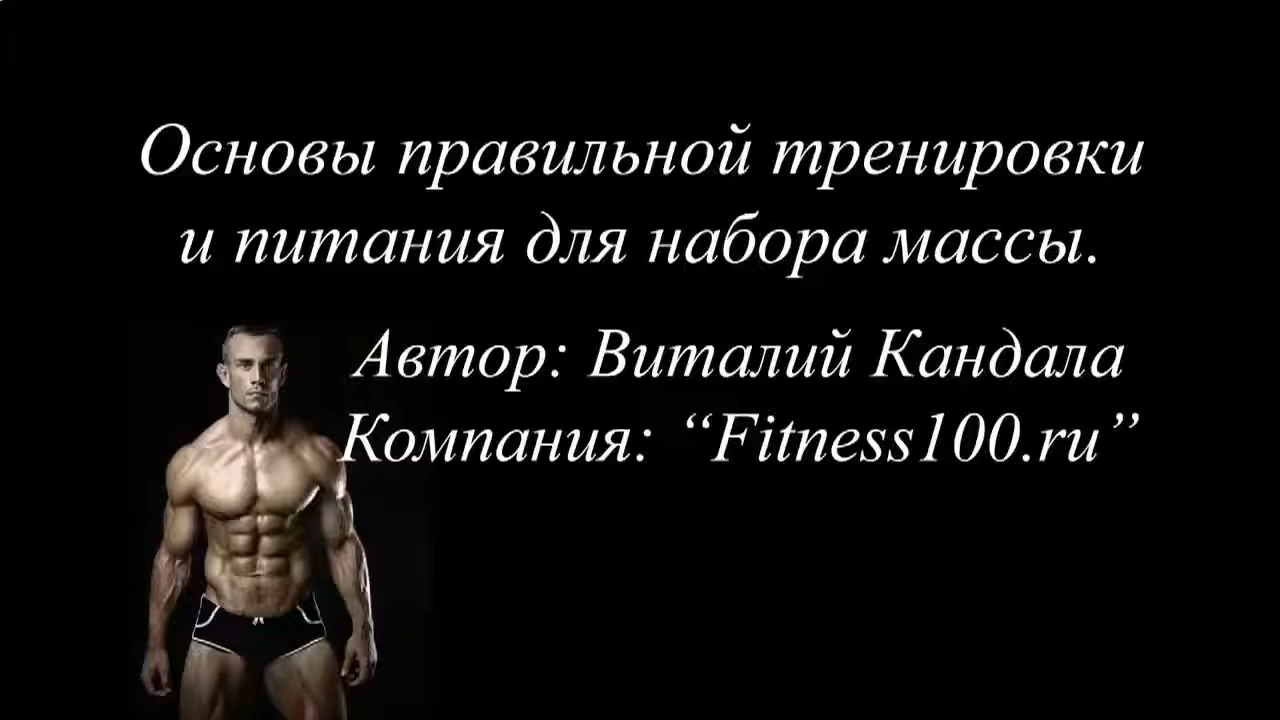 Основы правильной тренировки
и питания для набора массы.
Автор: Виталий Кандала
Компания: “Fitness100.ru”